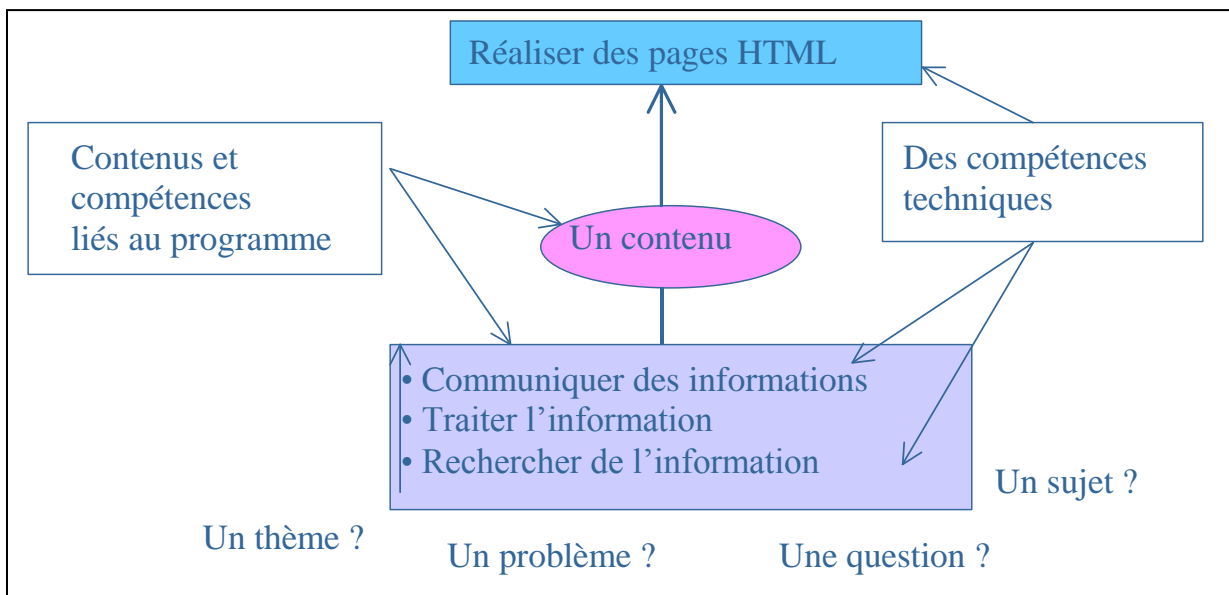 Réaliser des pages HTML
Contenus et
compétences
liés au programme
Des compétences
techniques
Un contenu
• Communiquer des informations
• Traiter l’information
• Rechercher de l’information
Un sujet ?
Un thème ?
Un problème ?
Une question ?